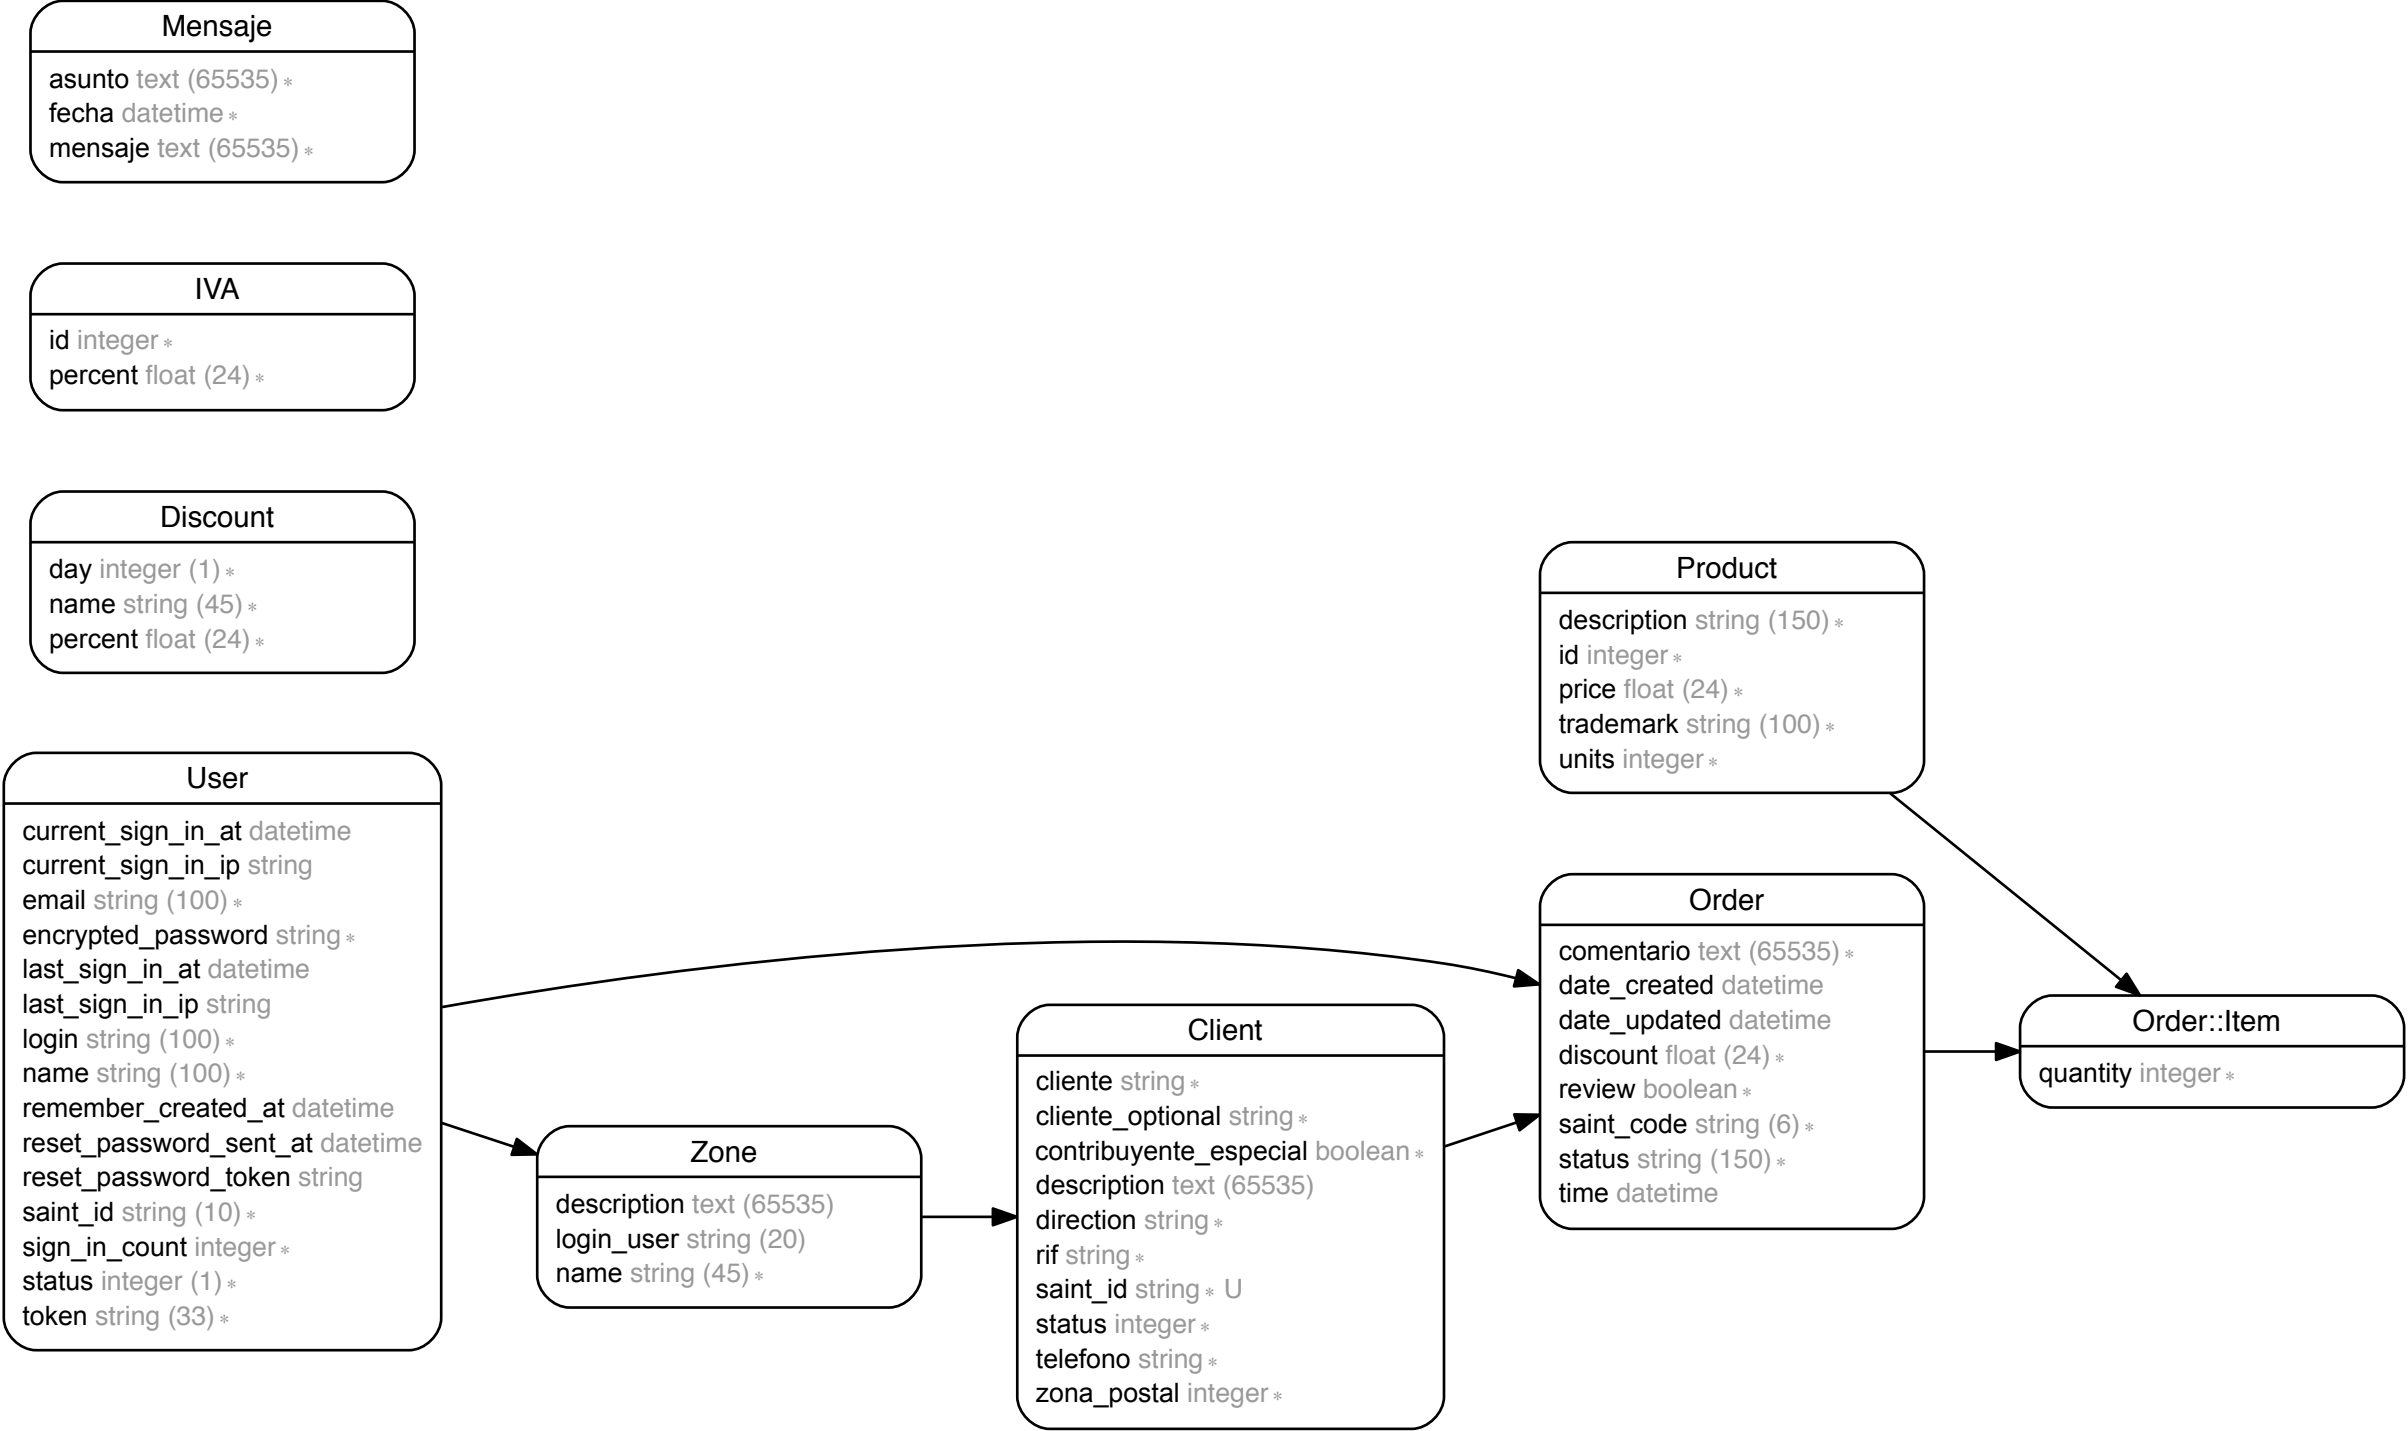 Mensaje
asunto text (65535) *
fecha datetime *
mensaje text (65535) *
IVA
id integer *
percent float (24) *
Discount
day integer (1) *
name string (45) *
percent float (24) *
User
current_sign_in_at datetime
current_sign_in_ip string
email string (100) *
encrypted_password string *
last_sign_in_at datetime
last_sign_in_ip string
login string (100) *
name string (100) *
remember_created_at datetime
reset_password_sent_at datetime
reset_password_token string
saint_id string (10) *
sign_in_count integer *
status integer (1) *
token string (33) *
Zone
description text (65535)
login_user string (20)
name string (45) *
Client
cliente string *
cliente_optional string *
contribuyente_especial boolean *
description text (65535)
direction string *
rif string *
saint_id string * U
status integer *
telefono string *
zona_postal integer *
Product
description string (150) *
id integer *
price float (24) *
trademark string (100) *
units integer *
Order
comentario text (65535) *
date_created datetime
date_updated datetime
discount float (24) *
review boolean *
saint_code string (6) *
status string (150) *
time datetime
Order::Item
quantity integer *